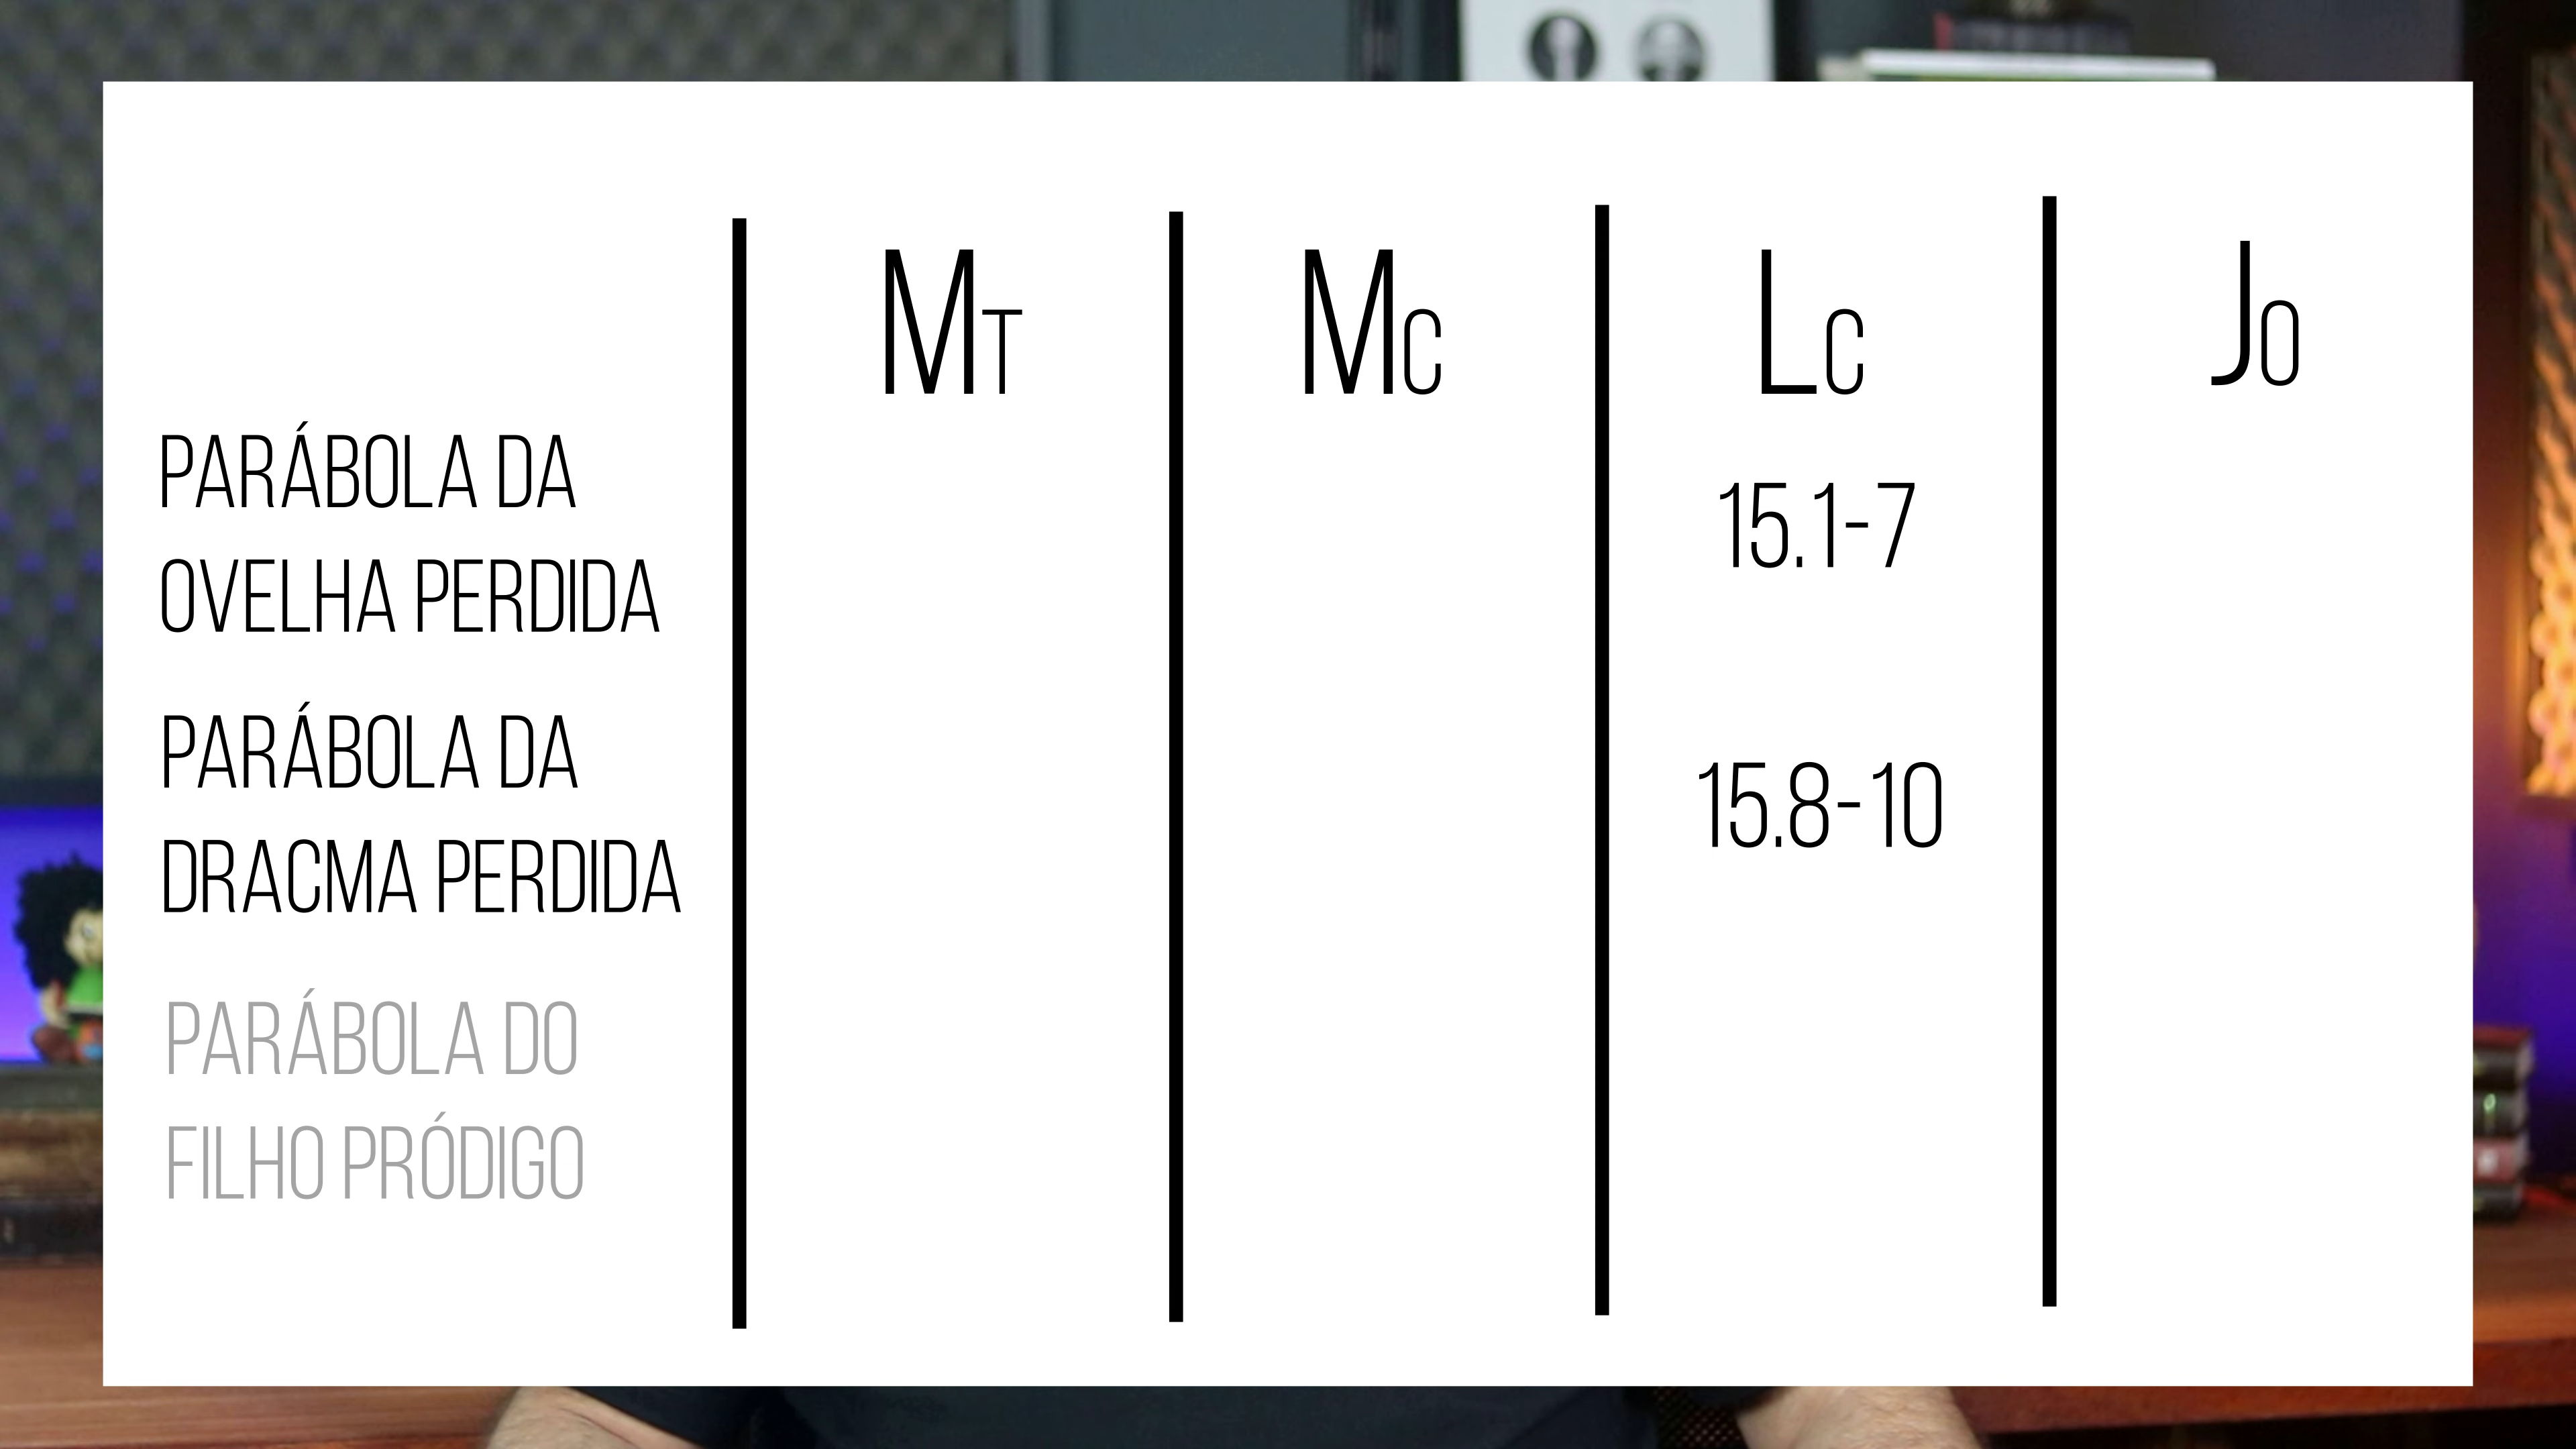 MT
MC
LC
JO
PARÁBOLA DA
OVELHA PERDIDA
15.1-7
PARÁBOLA DA
DRACMA PERDIDA
15.8-10
PARÁBOLA DO
FILHO PRÓDIGO